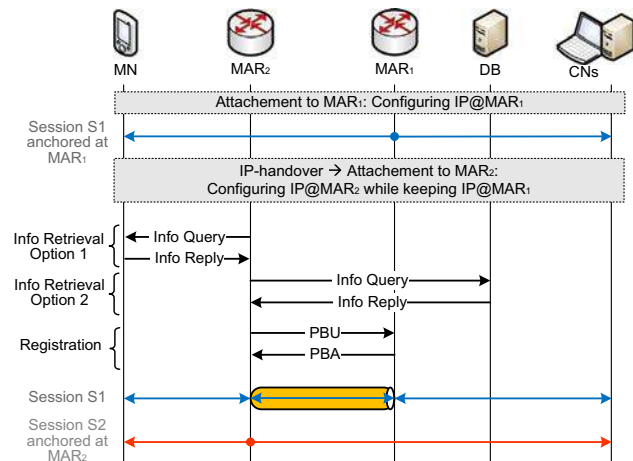 MN
MAR2
MAR1
DB
CNs
Attachement to MAR1: Configuring IP@MAR1
Session S1
anchored at
MAR1
IP-handover → Attachement to MAR2:
Configuring IP@MAR2 while keeping IP@MAR1
Info Retrieval
Option 1
Info Query
Info Reply
Info Retrieval
Option 2
Info Query
Info Reply
Registration
PBU
PBA
Session S1
Session S2
anchored at
MAR2